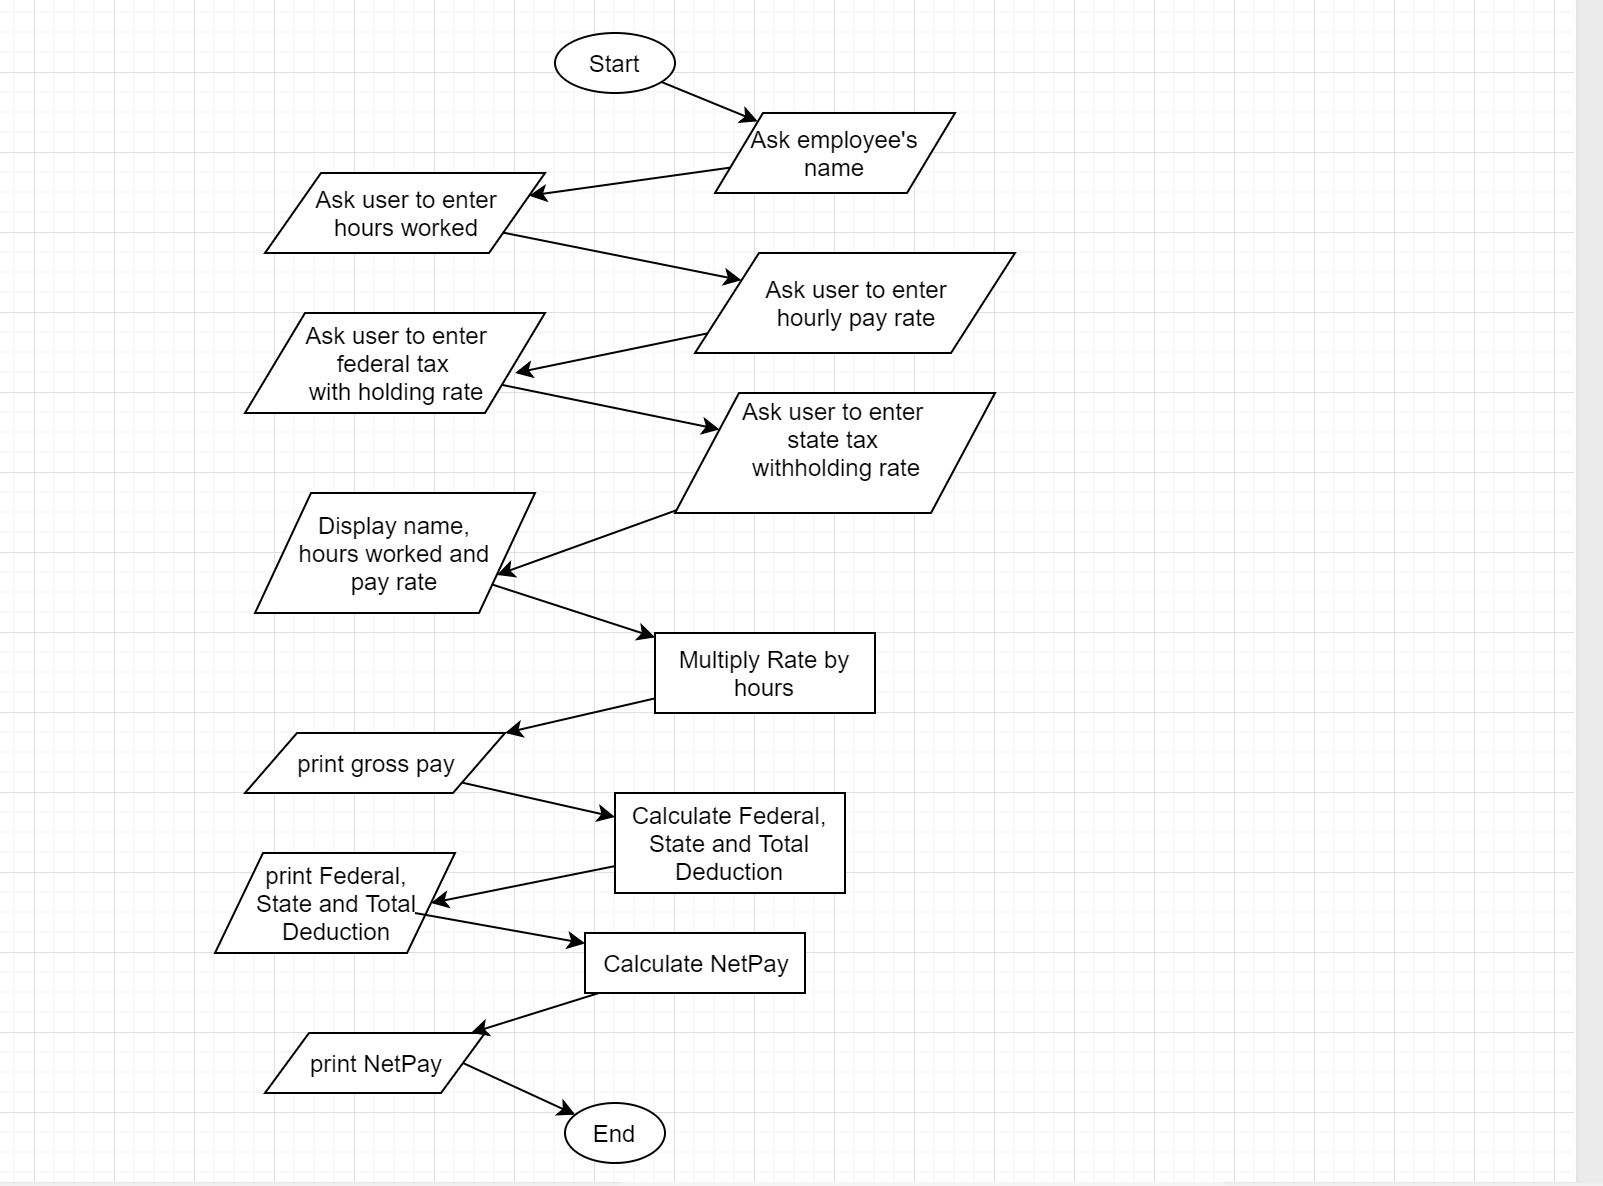 Start
Ask employee's
name
Ask user to enter
hours worked
Ask user to enter
hourly pay rate
Ask user to enter
federal tax
with holding rate
Ask user to enter
state tax
withholding rate
Display name,
hours worked and
pay rate
Multiply Rate by
hours
print gross pay
Calculate Federal,
State and Total
Deduction
print Federal,
State and Total
Deduction
Calculate NetPay
print NetPay
End